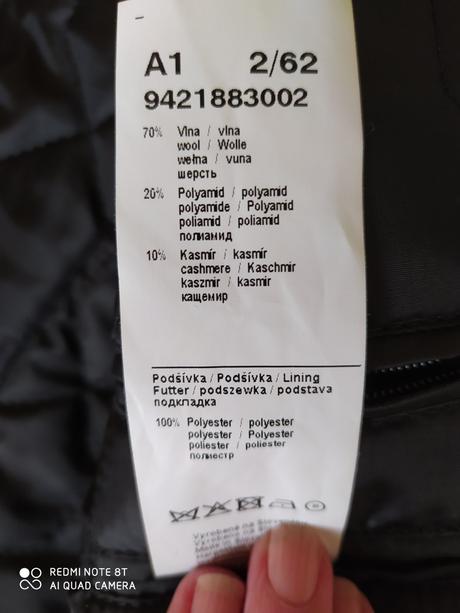 A1 2/62
9421883002
70% Vlna / vlna
wool / Wolle
wełna / vuna
шерсть
20% Polyamid / polyamid
polyamide / Polyamid
poliamid / poliamid
полиамид
10% Kasmír / kasmír
cashmere / Kaschmir
kaszmir / kasmir
кащемир
Podšívka / Podšívka / Lining
Futter / podszewka / podstava
подкладка
100% Polyester / polyester
polyester / Polyester
poliester / poliester
полиестр
REDMI NOTE 8T
AI QUAD CAMERA